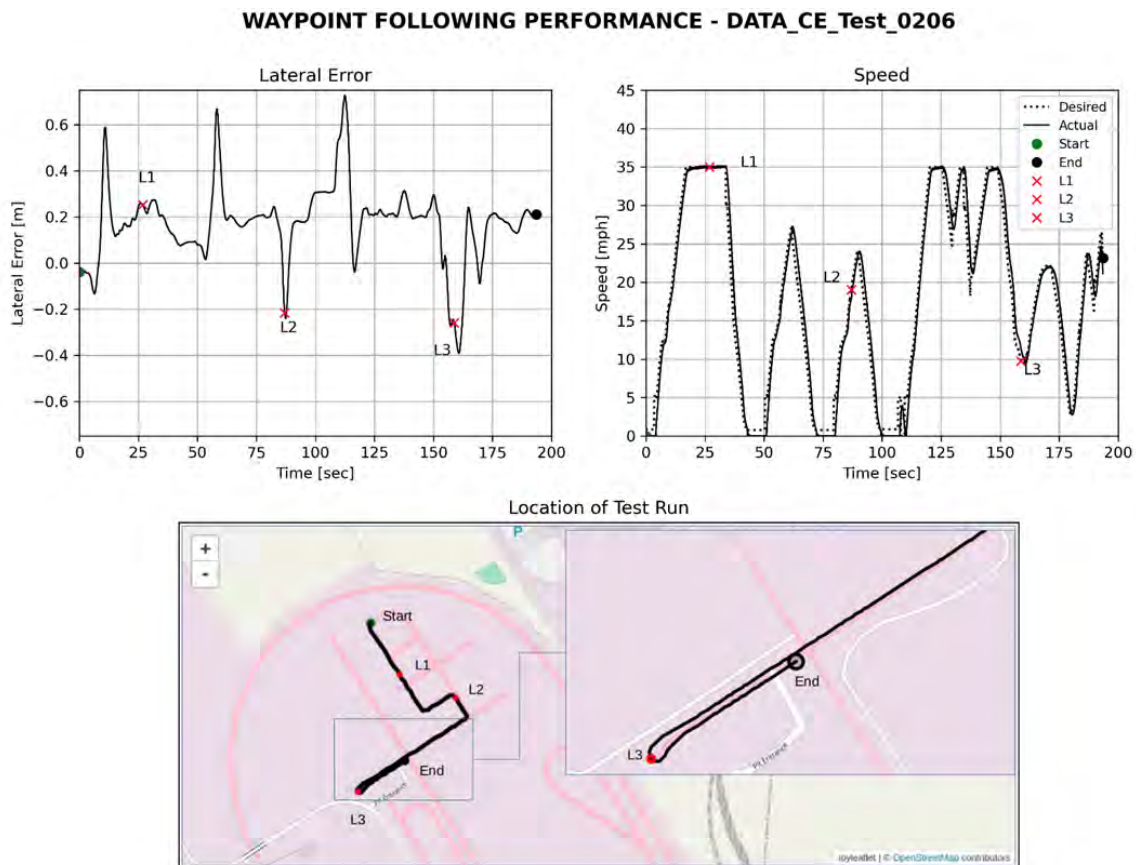 WAYPOINT FOLLOWING PERFORMANCE - DATA_CE_Test_0206
Lateral Error
Lateral Error [m]
0.6
0.4
0.2
0.0
−0.2
−0.4
−0.6
L1
L2
L3
0 25 50 75 100 125 150 175 200
Time [sec]
Speed
Speed [mph]
45
40
35
30
25
20
15
10
5
0
L1
L2
L3
Desired
Actual
Start
End
L1
L2
L3
0 25 50 75 100 125 150 175 200
Time [sec]
Location of Test Run
+
-
P
Start
L1
L2
End
L3
End
L3
| © OpenStreetMap contributors